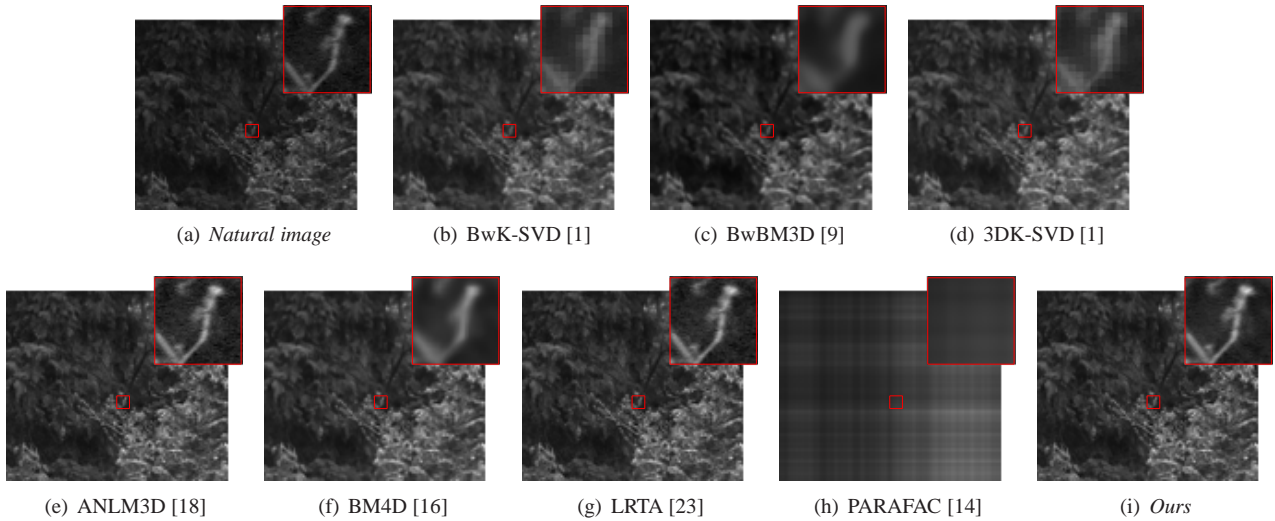 (a) Natural image
(b) BwK-SVD [1]
(c) BwBM3D [9]
(d) 3DK-SVD [1]
(e) ANLM3D [18]
(f) BM4D [16]
(g) LRTA [23]
(h) PARAFAC [14]
(i) Ours